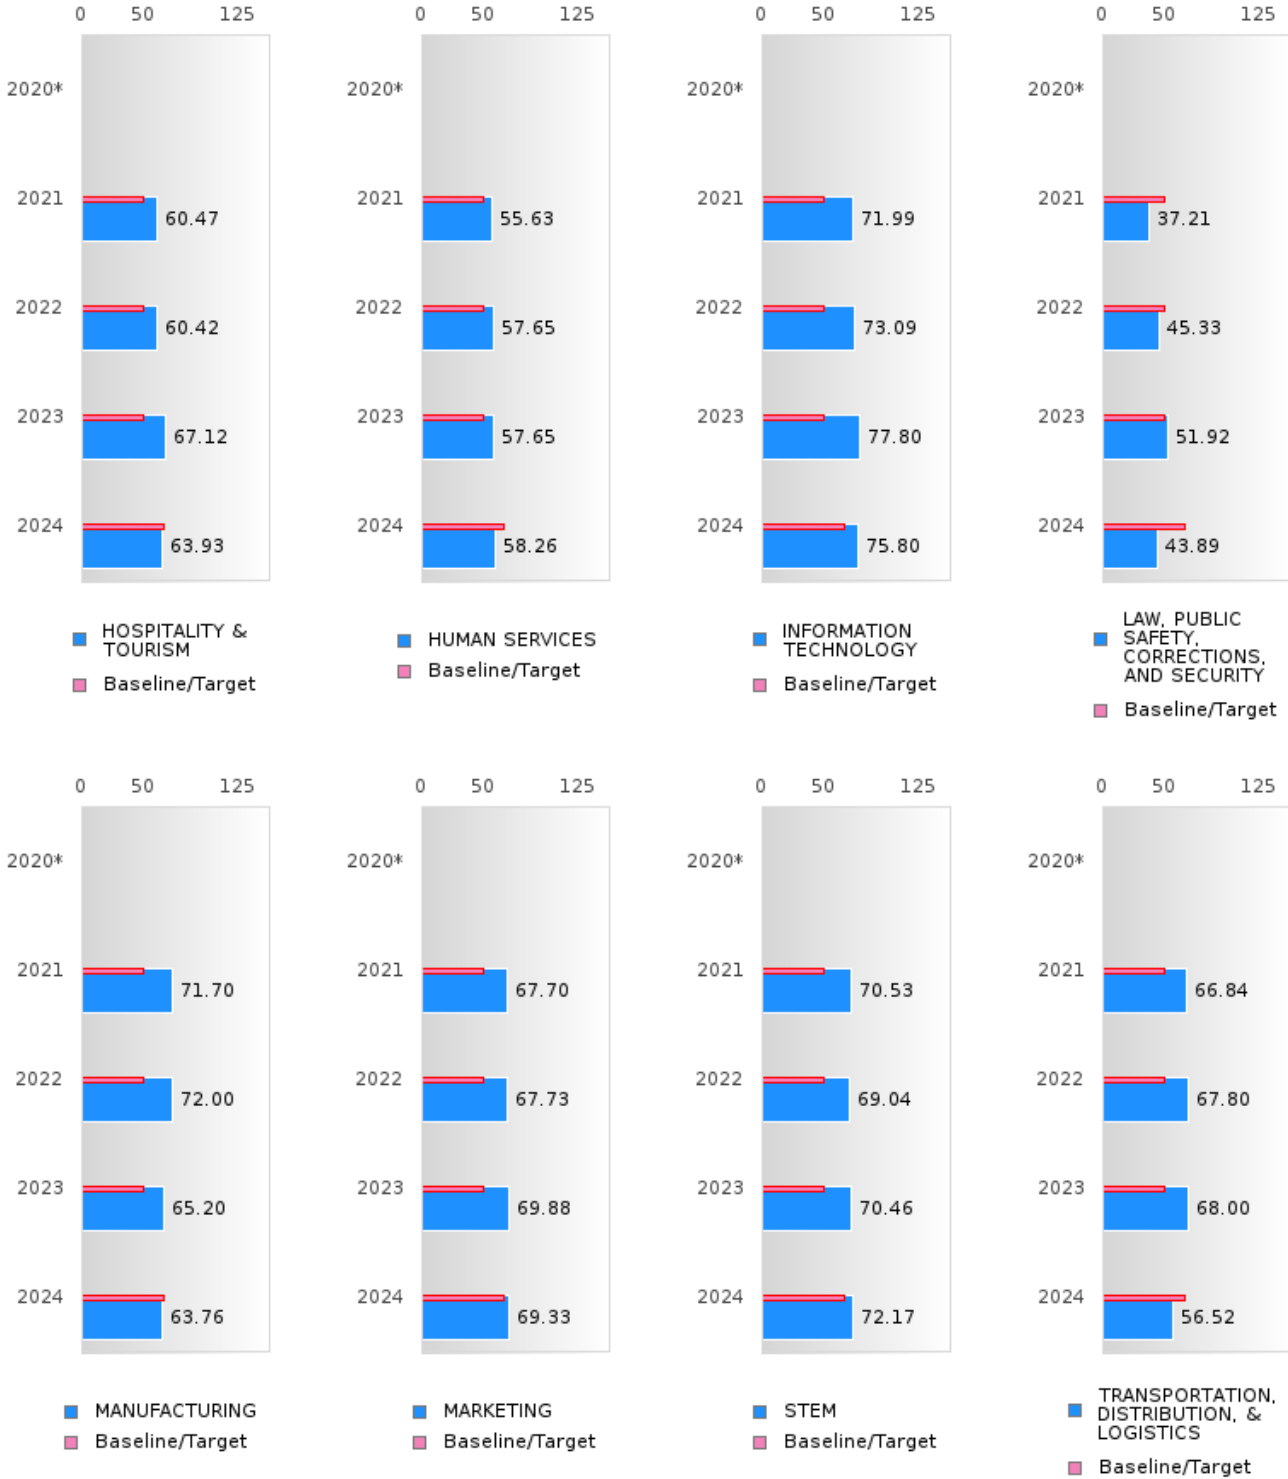 0 50 125 0 50 125 0 50 125 0 50 125
2020* 2020* 2020* 2020*
2021 2021 2021 2021
60.47 55.63 71.99 37.21
2022 2022 2022 2022
60.42 57.65 73.09 45.33
2023 2023 2023 2023
67.12 57.65 77.80 51.92
2024 2024 2024 2024
63.93 58.26 75.80 43.89
HOSPITALITY &
TOURISM
Baseline/Target
HUMAN SERVICES
Baseline/Target
INFORMATION
TECHNOLOGY
Baseline/Target
LAW, PUBLIC
SAFETY,
CORRECTIONS,
AND SECURITY
Baseline/Target
0 50 125 0 50 125 0 50 125 0 50 125
2020* 2020* 2020* 2020*
2021 2021 2021 2021
71.70 67.70 70.53 66.84
2022 2022 2022 2022
72.00 67.73 69.04 67.80
2023 2023 2023 2023
65.20 69.88 70.46 68.00
2024 2024 2024 2024
63.76 69.33 72.17 56.52
MANUFACTURING
Baseline/Target
MARKETING
Baseline/Target
STEM
Baseline/Target
TRANSPORTATION,
DISTRIBUTION, &
LOGISTICS
Baseline/Target